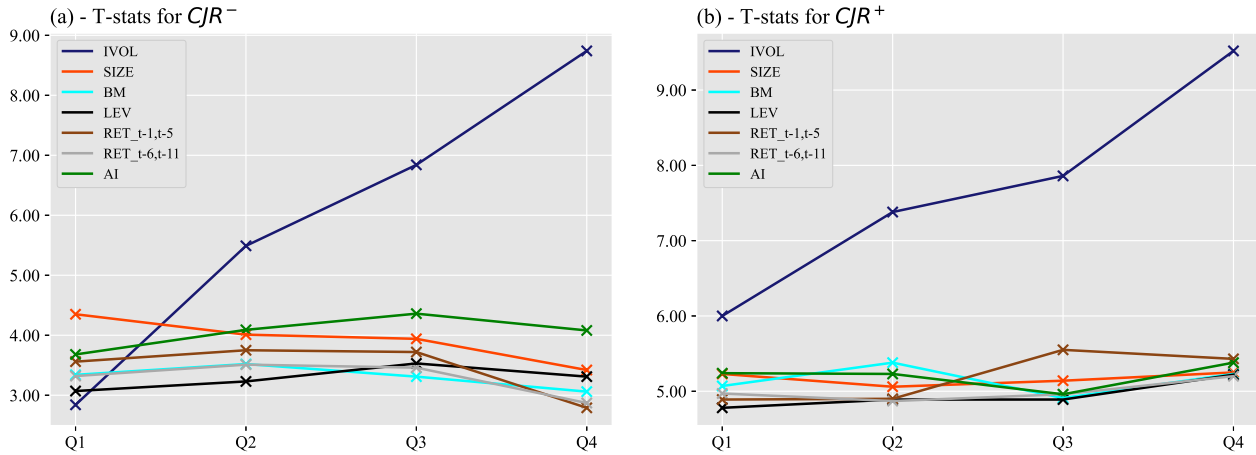 (a) - T-stats for CJR⁻
9.00
8.00
7.00
6.00
5.00
4.00
3.00
IVOL
SIZE
BM
LEV
RET_t-1,t-5
RET_t-6,t-11
AI
Q1 Q2 Q3 Q4
(b) - T-stats for CJR⁺
9.00
8.00
7.00
6.00
5.00
IVOL
SIZE
BM
LEV
RET_t-1,t-5
RET_t-6,t-11
AI
Q1 Q2 Q3 Q4